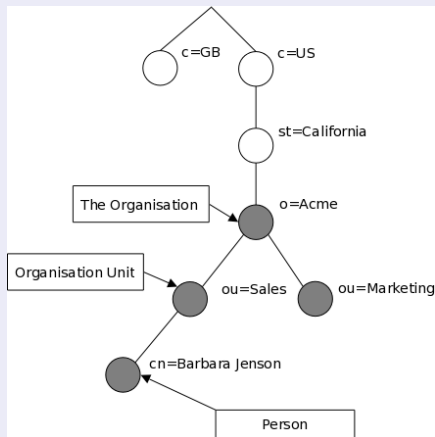 c=GB
c=US
st=California
The Organisation
o=Acme
Organisation Unit
ou=Sales
ou=Marketing
cn=Barbara Jenson
Person